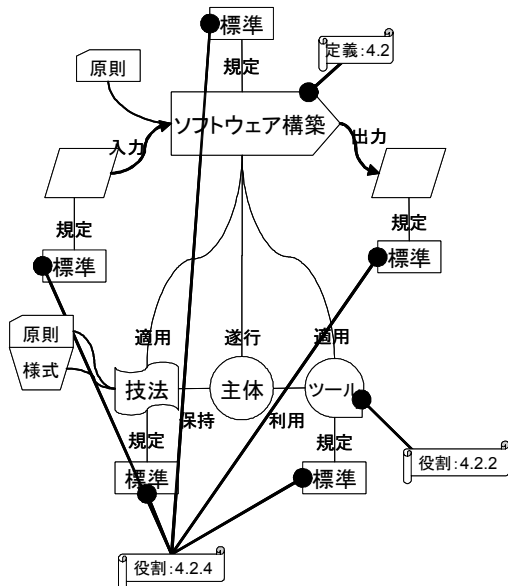 標準
定義:4.2
規定
原則
ソフトウェア構築
入力
出力
規定
規定
標準
標準
原則
様式
適用
遂行
適用
技法
主体
ツール
保持
利用
規定
規定
標準
標準
役割:4.2.2
役割:4.2.4